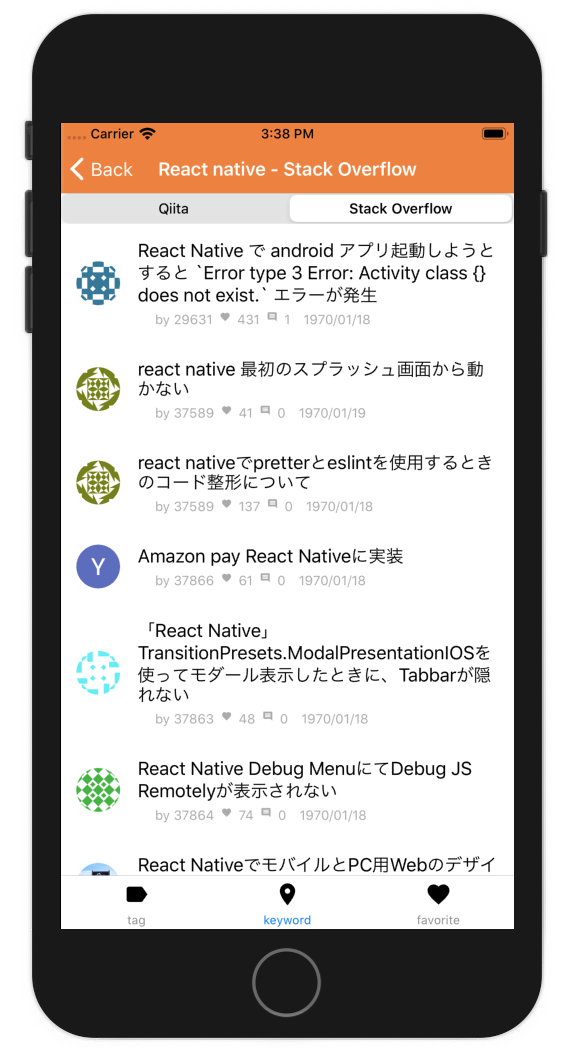 Carrier 3:38 PM
Back React native - Stack Overflow
Qiita Stack Overflow
React Native で android アプリ起動しようと
すると `Error type 3 Error: Activity class {}
does not exist.` エラーが発生
by 29631 431 1 1970/01/18
react native 最初のスプラッシュ画面から動
かない
by 37589 41 0 1970/01/19
react nativeでpretterとeslintを使用するとき
のコード整形について
by 37589 137 0 1970/01/18
Y
Amazon pay React Nativeに実装
by 37866 61 0 1970/01/18
「React Native」
TransitionPresets.ModalPresentationIOSを
使ってモダール表示したときに、Tabbarが隠
れない
by 37863 48 0 1970/01/18
React Native Debug MenuにてDebug JS
Remotelyが表示されない
by 37864 74 0 1970/01/18
React NativeでモバイルとPC用Webのデザイ
tag keyword favorite